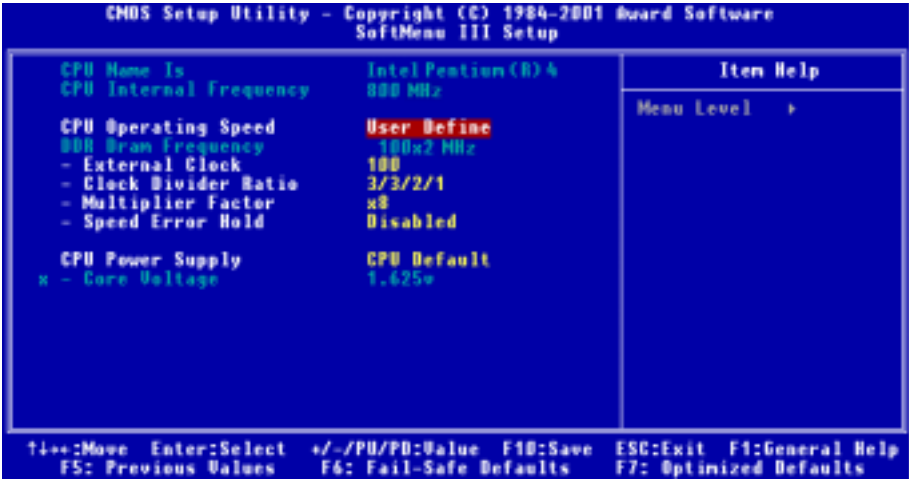 CMOS Setup Utility - Copyright (C) 1984-2001 Award Software
SoftMenu III Setup
CPU Name Is Intel Pentium(R)4
CPU Internal Frequency 800 MHz
CPU Operating Speed User Define
DDR Dram Frequency 100x2 MHz
- External Clock 100
- Clock Divider Ratio 3/3/2/1
- Multiplier Factor x8
- Speed Error Hold Disabled
CPU Power Supply CPU Default
x - Core Voltage 1.625v
Item Help
Menu Level ▸
↑↓→←:Move Enter:Select +/-/PU/PD:Value F10:Save ESC:Exit F1:General Help
F5: Previous Values F6: Fail-Safe Defaults F7: Optimized Defaults